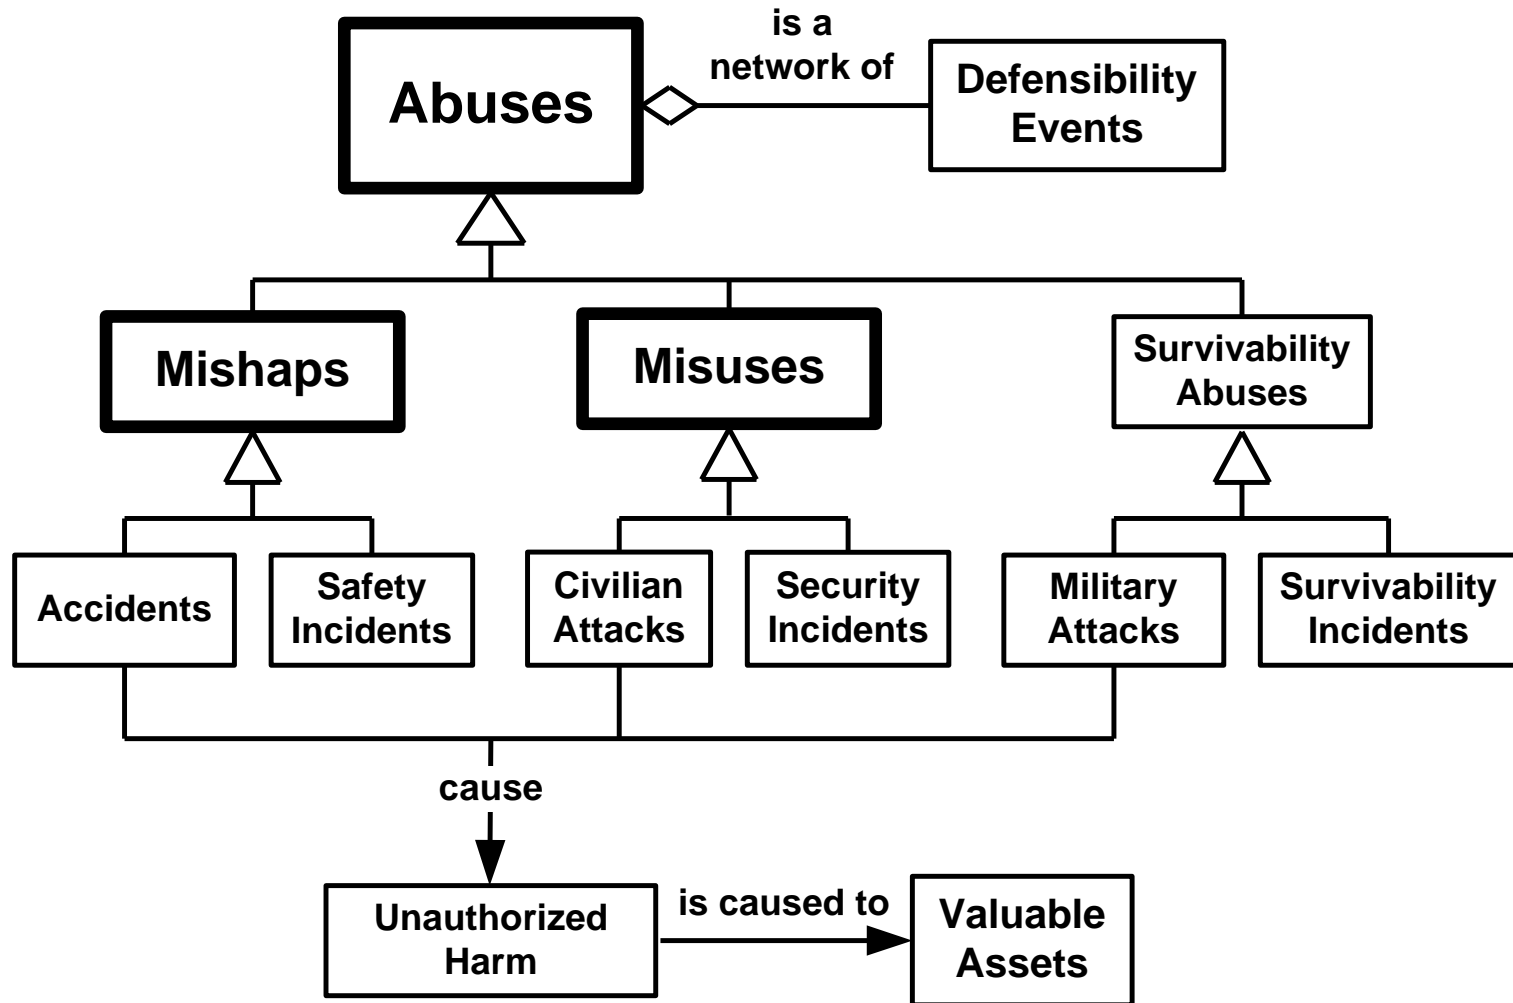 is a
network of
Abuses
Defensibility
Events
Mishaps
Misuses
Survivability
Abuses
Accidents
Safety
Incidents
Civilian
Attacks
Security
Incidents
Military
Attacks
Survivability
Incidents
cause
Unauthorized
Harm
is caused to
Valuable
Assets